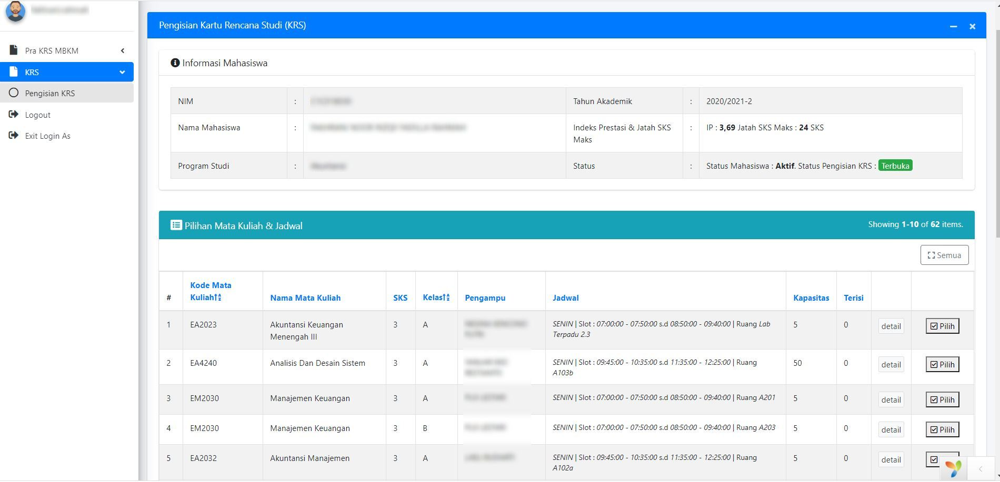 Pra KRS MBKM
KRS
Pengisian KRS
Logout
Exit Login As
Pengisian Kartu Rencana Studi (KRS)
Informasi Mahasiswa
NIM :
Tahun Akademik : 2020/2021-2
Nama Mahasiswa :
Indeks Prestasi & Jatah SKS
Maks
: IP : 3,69 Jatah SKS Maks : 24 SKS
Program Studi :
Status : Status Mahasiswa : Aktif. Status Pengisian KRS : Terbuka
Pilihan Mata Kuliah & Jadwal
Showing 1-10 of 62 items.
Semua
#
Kode Mata
Kuliah
Nama Mata Kuliah
SKS
Kelas
Pengampu
Jadwal
Kapasitas
Terisi
1
EA2023
Akuntansi Keuangan
Menengah III
3
A
SENIN | Slot : 07:00:00 - 07:50:00 s.d 08:50:00 - 09:40:00 | Ruang Lab
Terpadu 2.3
5
0
detail
Pilih
2
EA4240
Analisis Dan Desain Sistem
3
A
SENIN | Slot : 09:45:00 - 10:35:00 s.d 11:35:00 - 12:25:00 | Ruang
A103b
50
0
detail
Pilih
3
EM2030
Manajemen Keuangan
3
A
SENIN | Slot : 07:00:00 - 07:50:00 s.d 08:50:00 - 09:40:00 | Ruang A201
5
0
detail
Pilih
4
EM2030
Manajemen Keuangan
3
B
SENIN | Slot : 07:00:00 - 07:50:00 s.d 08:50:00 - 09:40:00 | Ruang A203
5
0
detail
Pilih
5
EA2032
Akuntansi Manajemen
3
A
SENIN | Slot : 09:45:00 - 10:35:00 s.d 11:35:00 - 12:25:00 | Ruang
A102a
5
0
detail